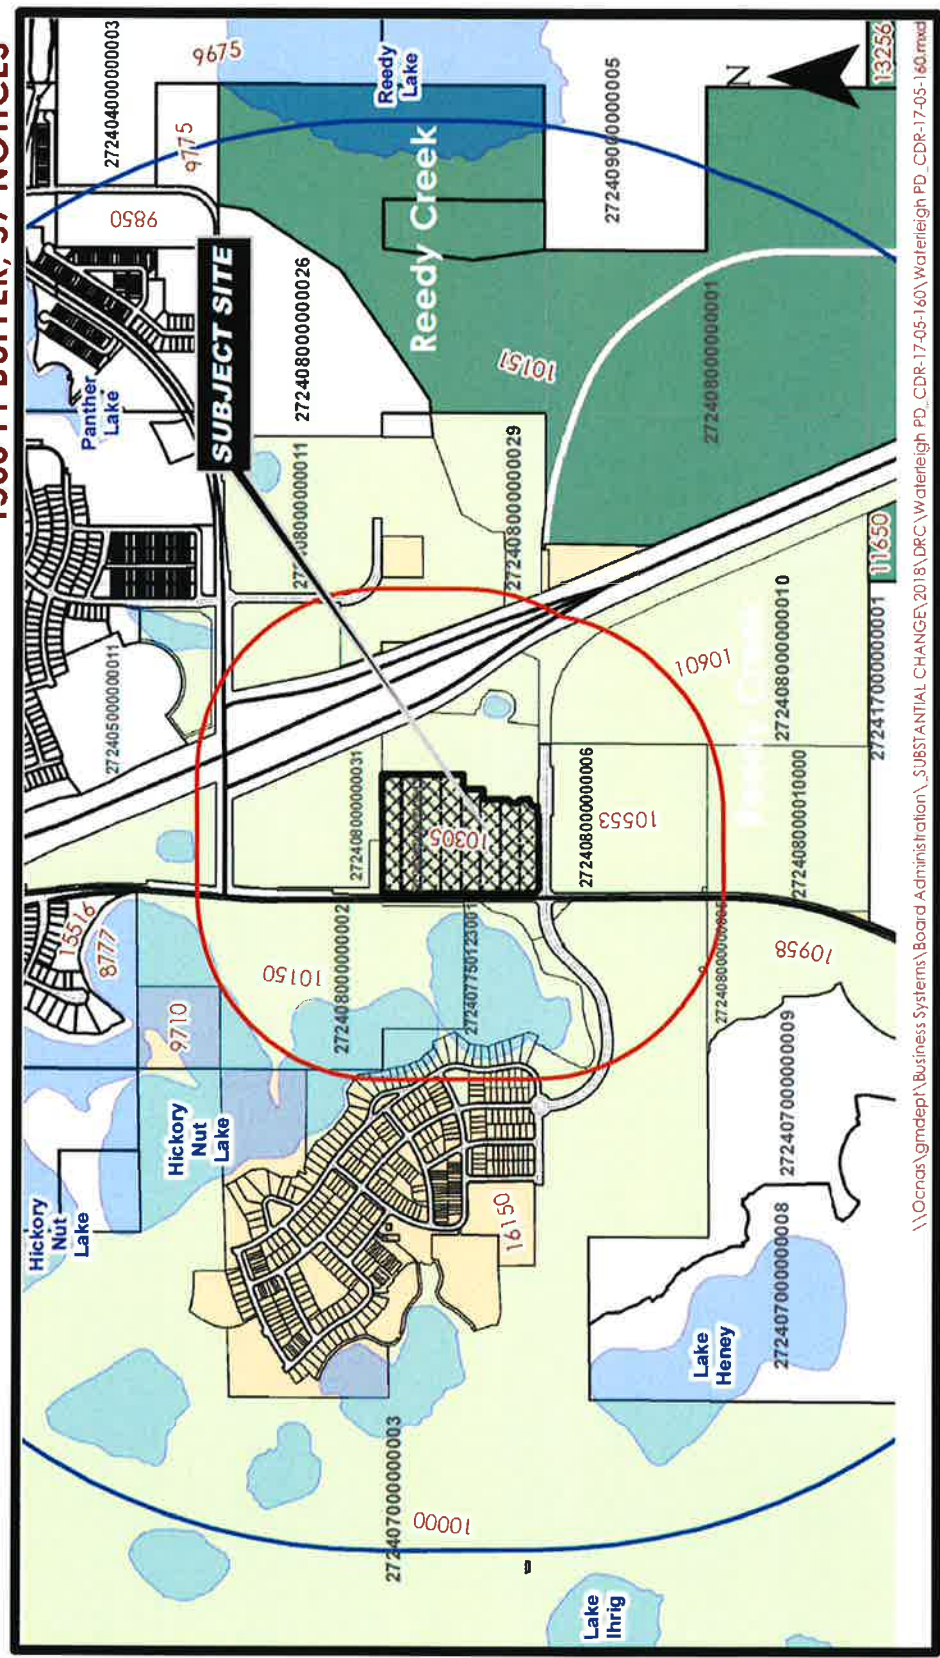 Hickory
Nut
Lake
Hickory
Nut
Lake
9710
15516
8777
272405000000011
Panther
Lake
9850
9775
272404000000003
9675
Reedy
Lake
SUBJECT SITE
272408000000026
Reedy Creek
10151
272409000000005
N
13256
272408000000001
272408000000029
11650
272408000000031
10305
272408000000002
10150
272407750123001
16150
272408000000006
10553
10601
272408000000010
272408000010000
272417000000001
10958
272407000000009
272407000000008
Lake
Heney
272407000000003
10000
Lake
Ihrig
\\Ocnas\gmdept\Business Systems\Board Administration\_SUBSTANTIAL CHANGE\2018\DRC\Waterleigh PD_CDR-17-05-160\Waterleigh PD_CDR-17-05-160.mxd